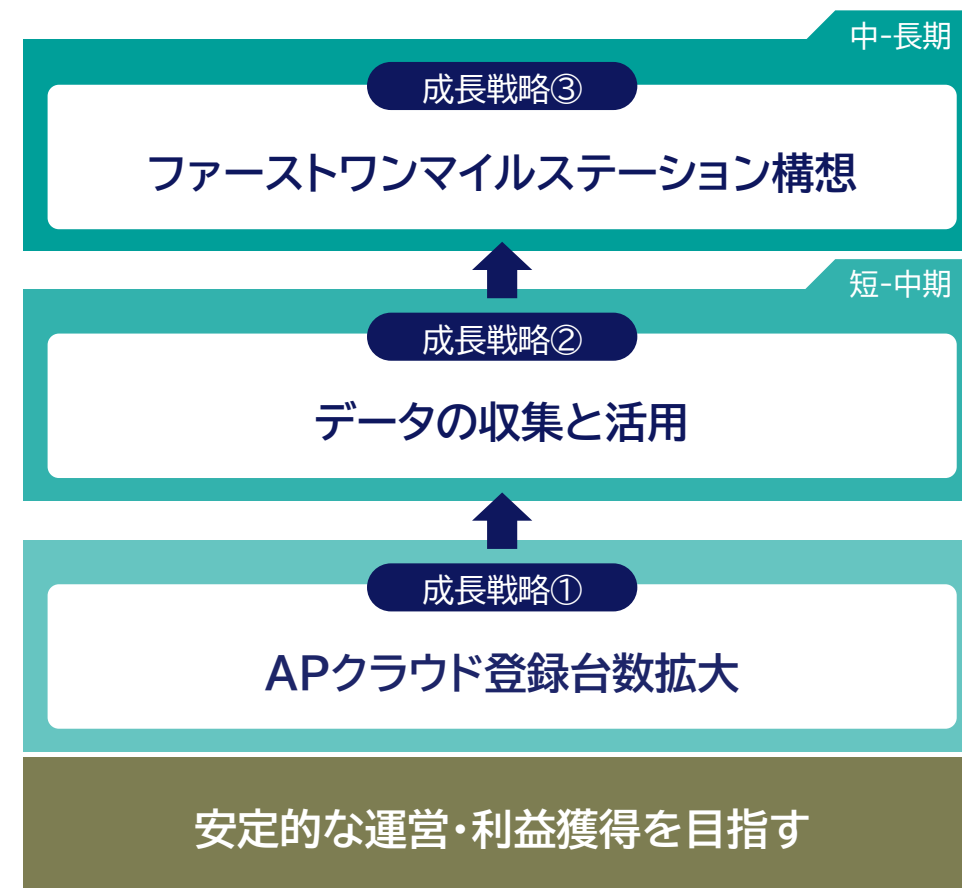 中-長期
成長戦略③
ファーストワンマイルステーション構想
短-中期
成長戦略②
データの収集と活用
成長戦略①
APクラウド登録台数拡大
安定的な運営・利益獲得を目指す